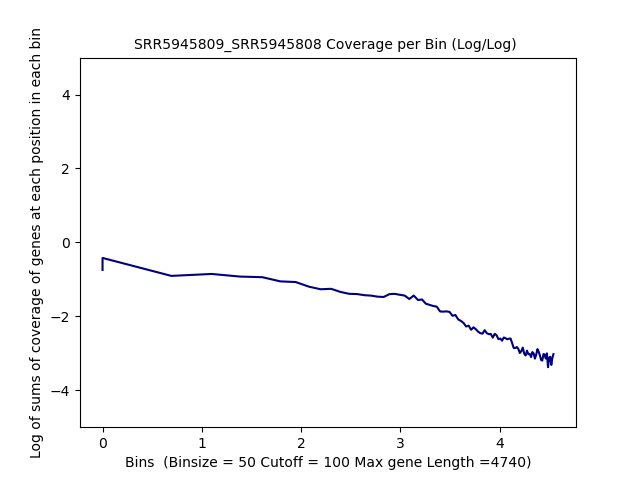 SRR5945809_SRR5945808 Coverage per Bin (Log/Log)
Log of sums of coverage of genes at each position in each bin
4
2
0
−2
−4
0 1 2 3 4
Bins  (Binsize = 50 Cutoff = 100 Max gene Length =4740)